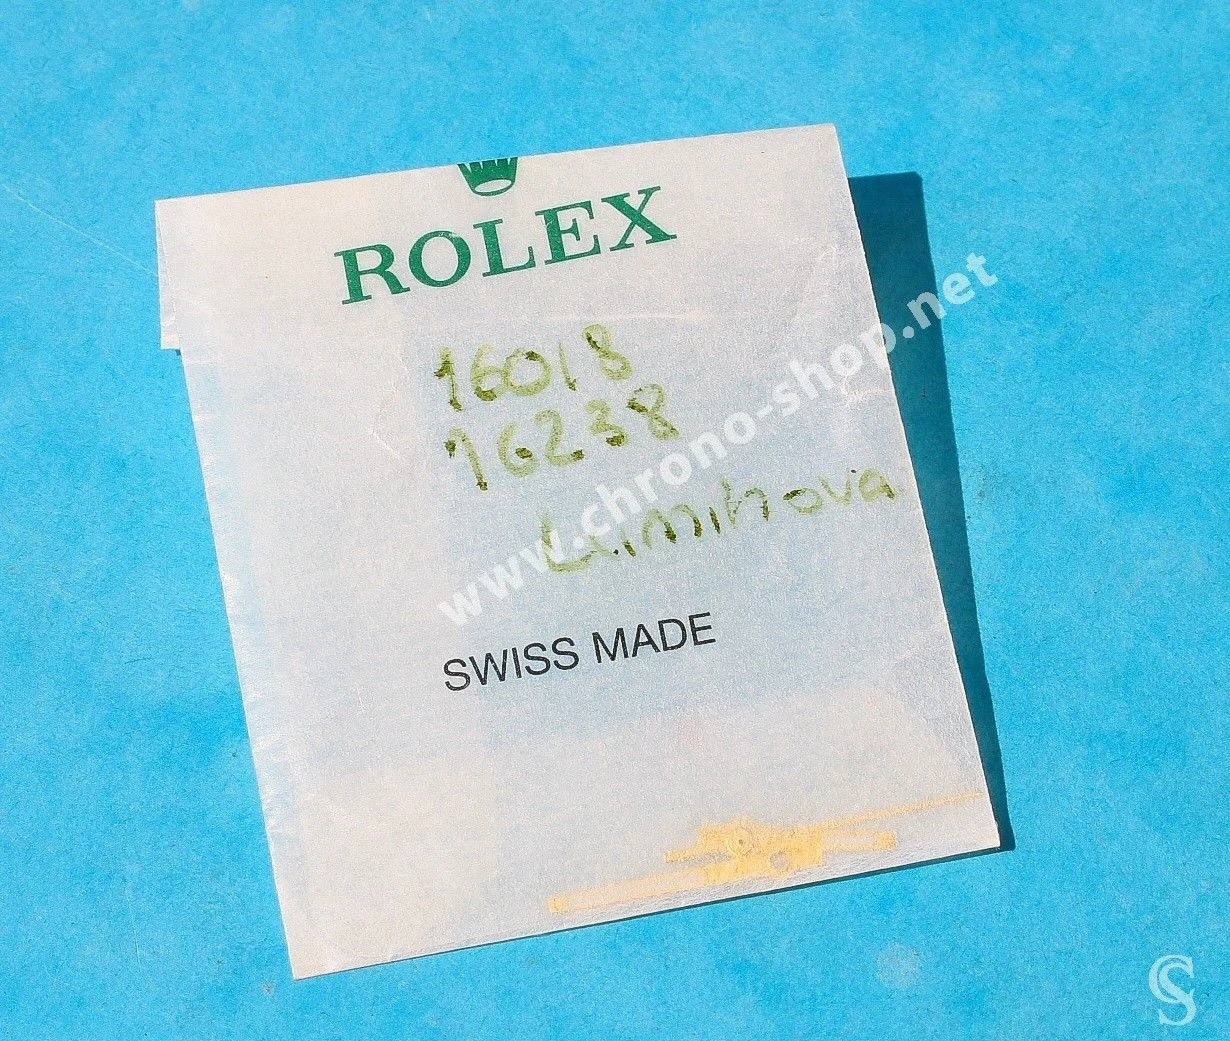 ROLEX
16018
16238
Luminova
www.chrono-shop.net
SWISS MADE